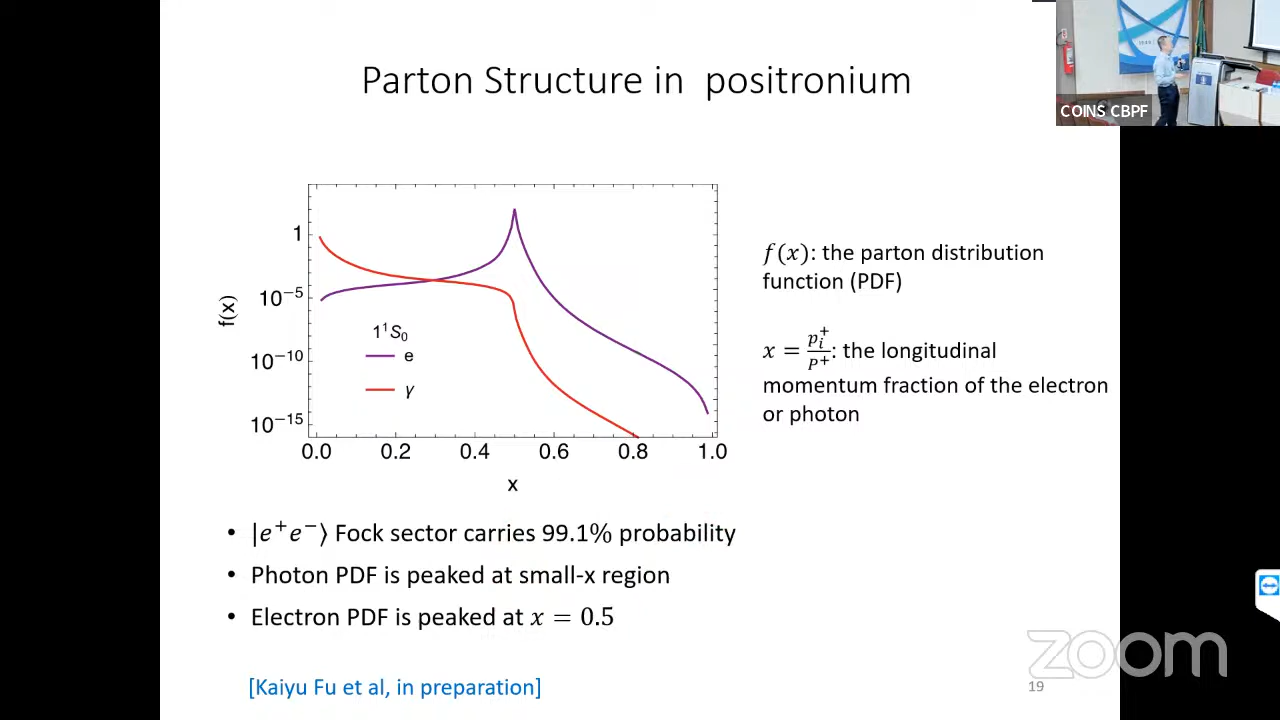 Parton Structure in positronium
COINS CBPF
1
10⁻⁵
10⁻¹⁰
10⁻¹⁵
f(x)
1¹S₀
e
γ
0.0 0.2 0.4 0.6 0.8 1.0
x
f(x): the parton distribution
function (PDF)
x = pᵢ⁺/P⁺: the longitudinal
momentum fraction of the electron
or photon
• |e⁺e⁻⟩ Fock sector carries 99.1% probability
• Photon PDF is peaked at small-x region
• Electron PDF is peaked at x = 0.5
[Kaiyu Fu et al, in preparation]
zoom
19